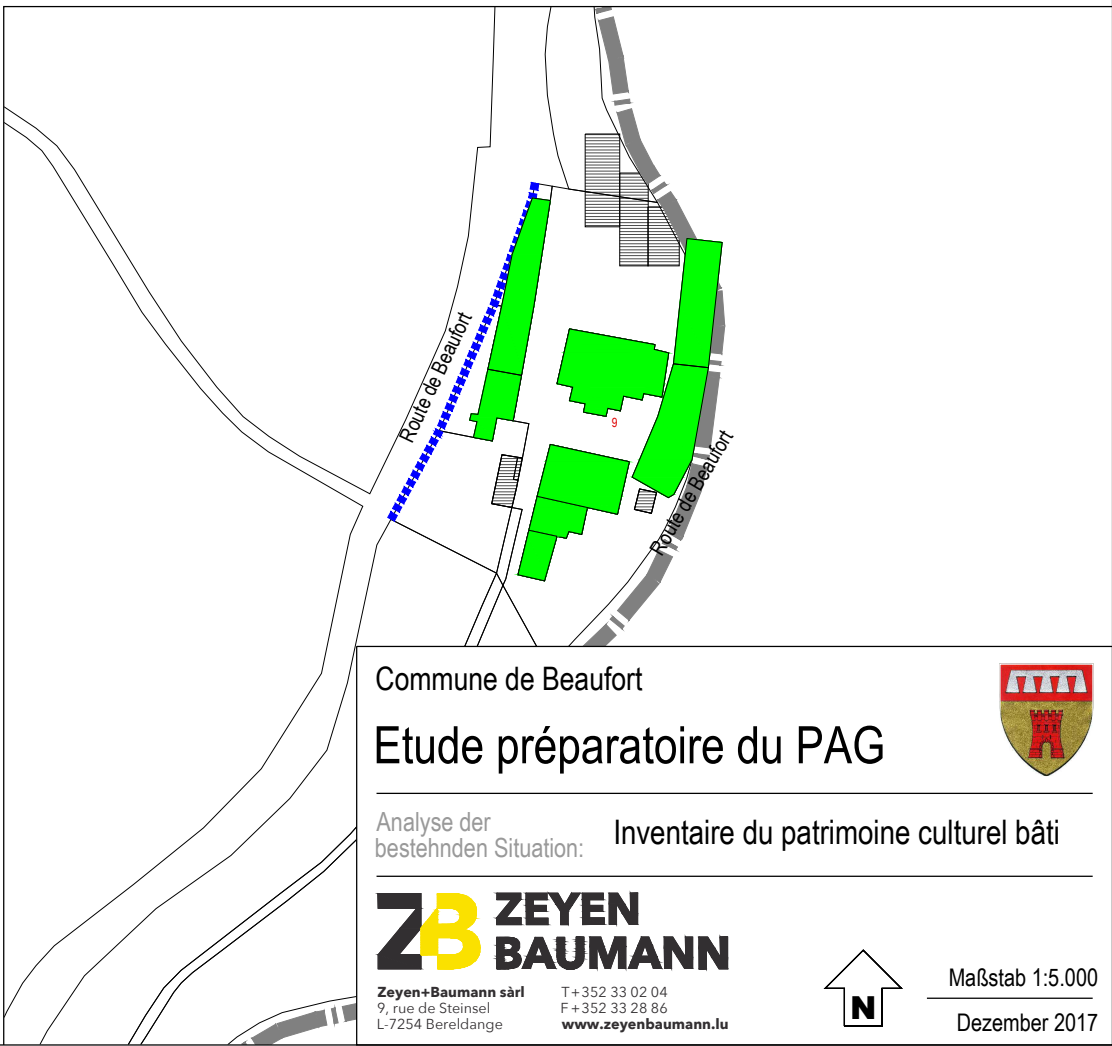 Route de Beaufort
9
Route de Beaufort
Commune de Beaufort
Etude préparatoire du PAG
Analyse der
bestehnden Situation:
Inventaire du patrimoine culturel bâti
ZB ZEYEN
BAUMANN
Zeyen+Baumann sàrl
9, rue de Steinsel
L-7254 Bereldange
T+352 33 02 04
F+352 33 28 86
www.zeyenbaumann.lu
N
Maßstab 1:5.000
Dezember 2017